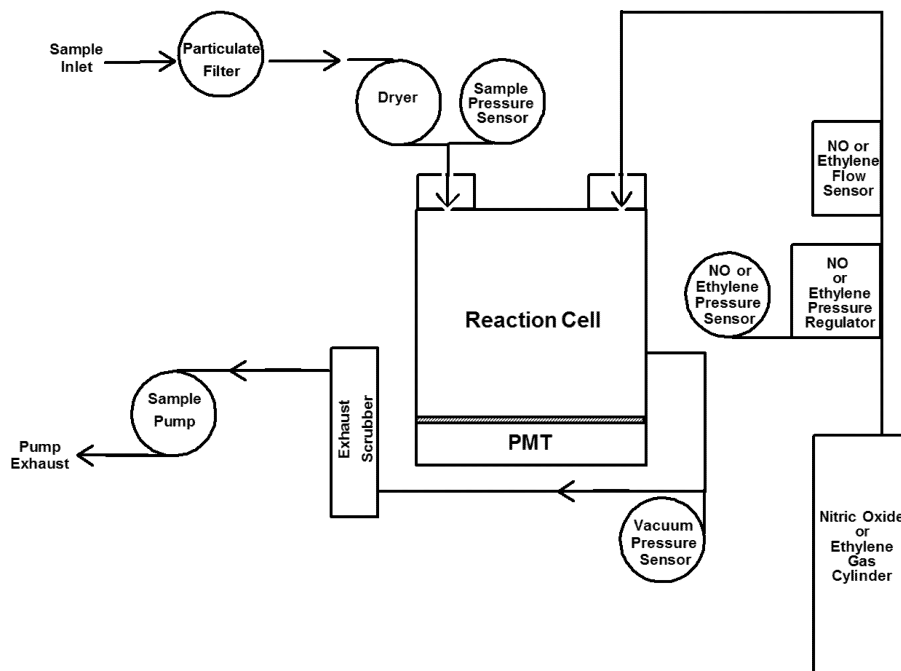 Sample
Inlet
Particulate
Filter
Dryer
Sample
Pressure
Sensor
NO or
Ethylene
Flow
Sensor
NO or
Ethylene
Pressure
Sensor
NO
or
Ethylene
Pressure
Regulator
Reaction Cell
PMT
Sample
Pump
Pump
Exhaust
Exhaust
Scrubber
Vacuum
Pressure
Sensor
Nitric Oxide
or
Ethylene
Gas
Cylinder